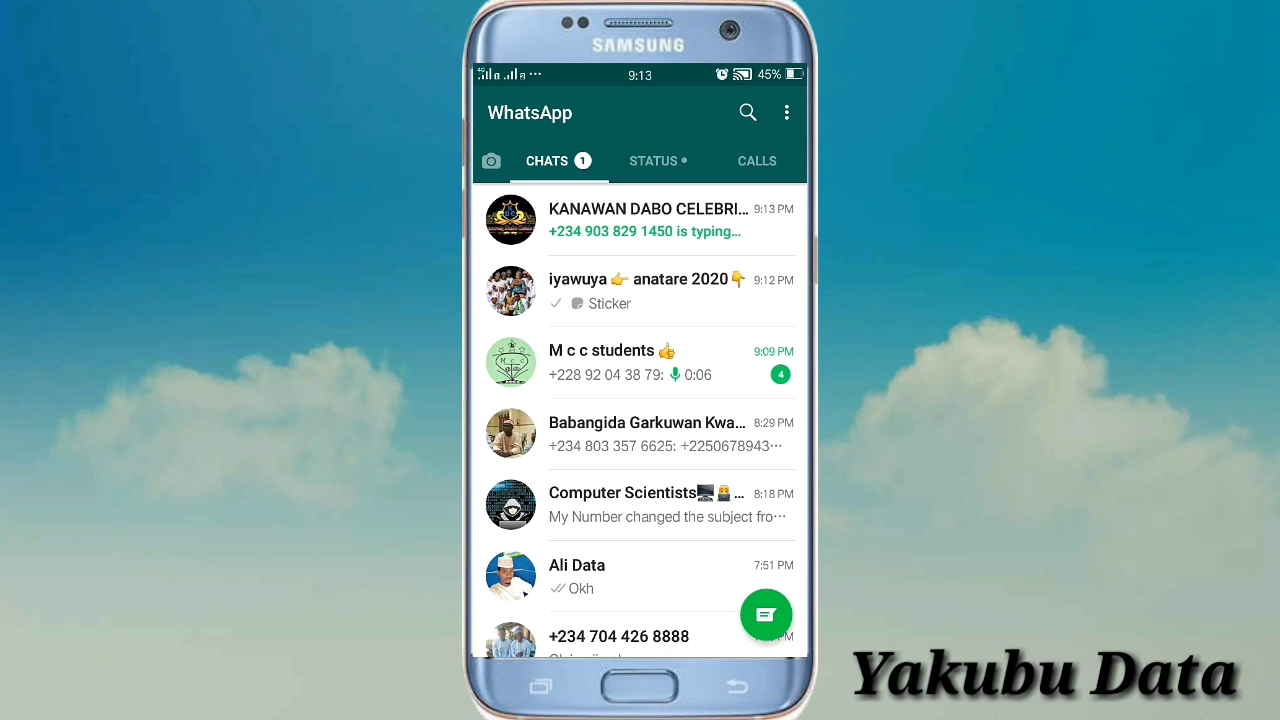 SAMSUNG
4G 9:13 45%
WhatsApp
CHATS 1 STATUS CALLS
KANAWAN DABO CELEBRI... 9:13 PM
+234 903 829 1450 is typing...
iyawuya 👉 anatare 2020👇 9:12 PM
Sticker
M c c students 👍 9:09 PM
+228 92 04 38 79: 0:06 4
Babangida Garkuwan Kwa... 8:29 PM
+234 803 357 6625: +2250678943...
Computer Scientists🖥️👩‍💻... 8:18 PM
My Number changed the subject fro...
Ali Data 7:51 PM
Okh
+234 704 426 8888 PM
Yakubu Data